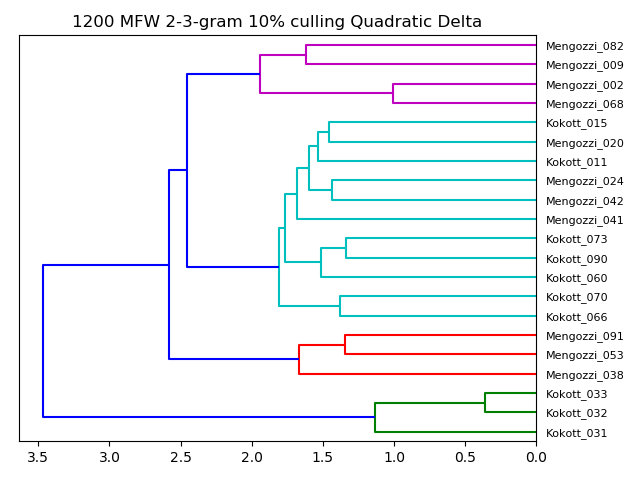 1200 MFW 2-3-gram 10% culling Quadratic Delta
Mengozzi_082
Mengozzi_009
Mengozzi_002
Mengozzi_068
Kokott_015
Mengozzi_020
Kokott_011
Mengozzi_024
Mengozzi_042
Mengozzi_041
Kokott_073
Kokott_090
Kokott_060
Kokott_070
Kokott_066
Mengozzi_091
Mengozzi_053
Mengozzi_038
Kokott_033
Kokott_032
Kokott_031
3.5 3.0 2.5 2.0 1.5 1.0 0.5 0.0